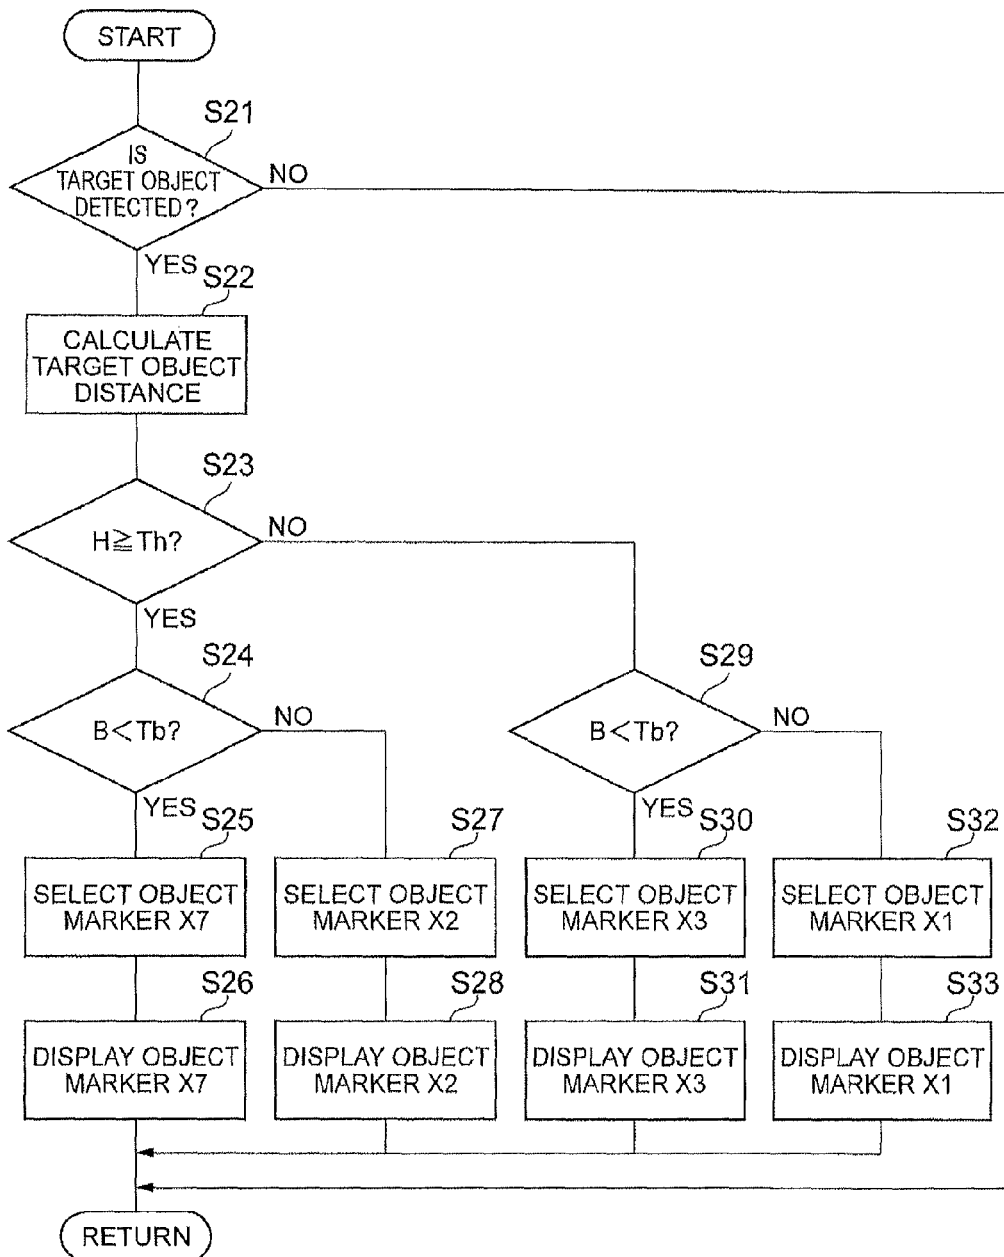 START
S21
IS
TARGET OBJECT
DETECTED?
NO
YES
S22
CALCULATE
TARGET OBJECT
DISTANCE
S23
H≧Th?
NO
YES
S24
B<Tb?
NO
YES
S29
B<Tb?
NO
YES
S25
SELECT OBJECT
MARKER X7
S27
SELECT OBJECT
MARKER X2
S30
SELECT OBJECT
MARKER X3
S32
SELECT OBJECT
MARKER X1
S26
DISPLAY OBJECT
MARKER X7
S28
DISPLAY OBJECT
MARKER X2
S31
DISPLAY OBJECT
MARKER X3
S33
DISPLAY OBJECT
MARKER X1
RETURN